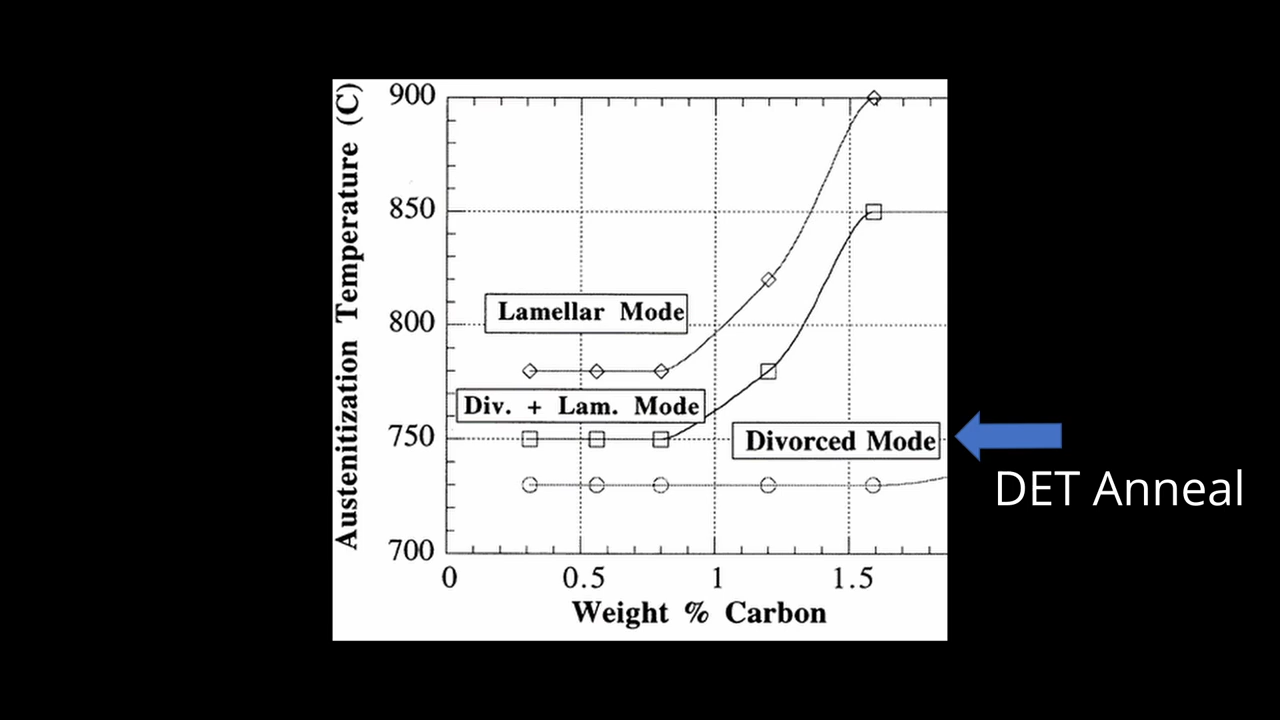 Austenitization Temperature (C)
900
850
800
750
700
Lamellar Mode
Div. + Lam. Mode
Divorced Mode
DET Anneal
0 0.5 1 1.5
Weight % Carbon